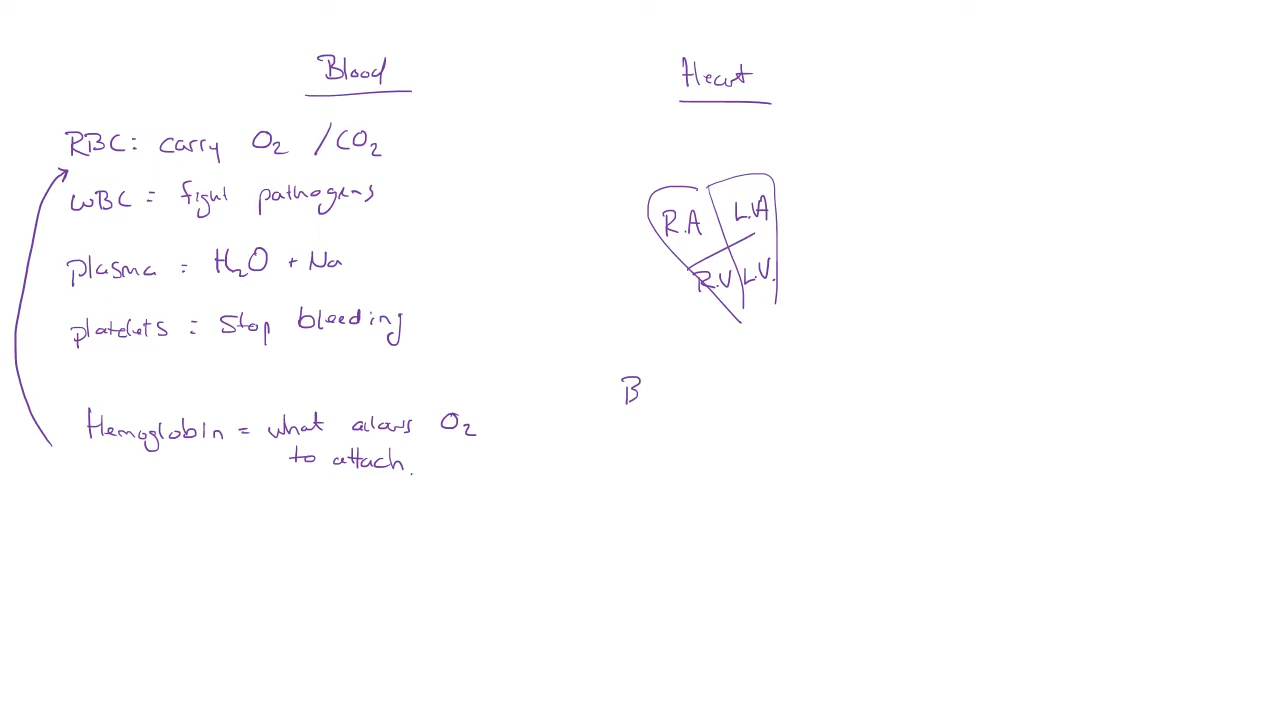 Blood
RBC: carry O2 / CO2
WBC = fight pathogens
plasma = H2O + Na
platelets = Stop bleeding
Hemoglobin = what allows O2
to attach.
Heart
R.A L.A
R.V L.V.
B